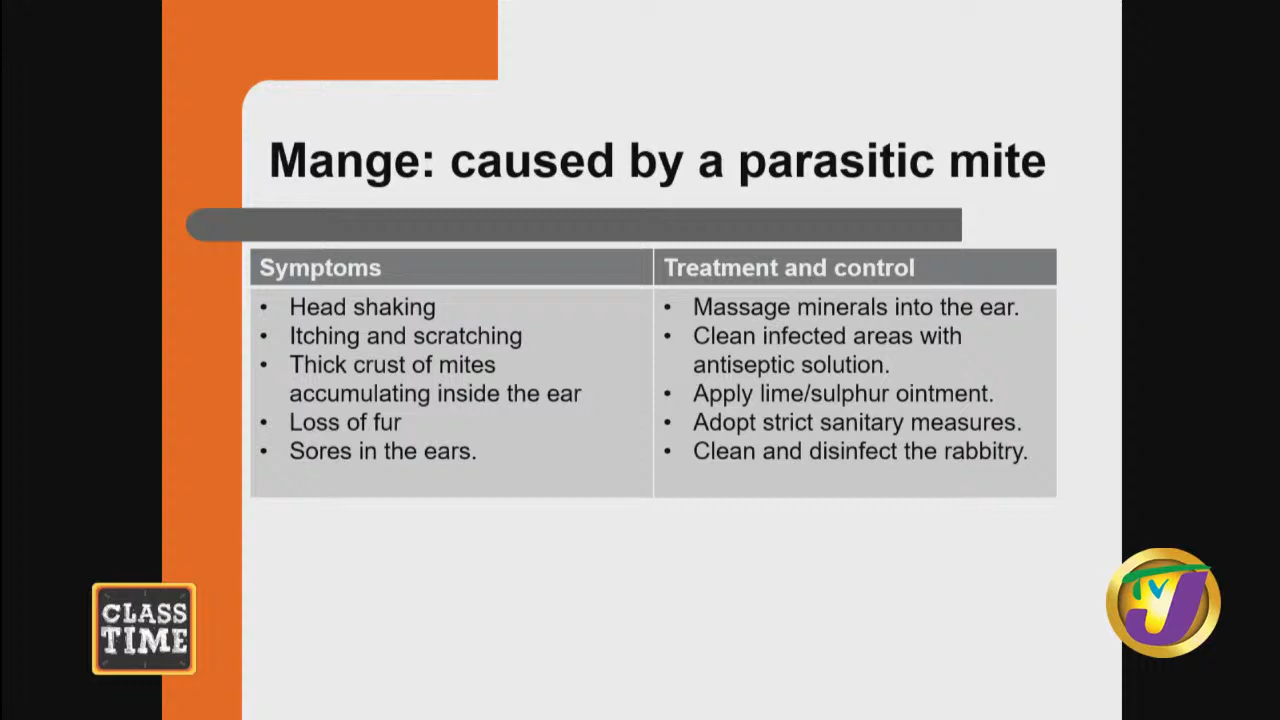 Mange: caused by a parasitic mite
Symptoms
• Head shaking
• Itching and scratching
• Thick crust of mites
accumulating inside the ear
• Loss of fur
• Sores in the ears.
Treatment and control
• Massage minerals into the ear.
• Clean infected areas with
antiseptic solution.
• Apply lime/sulphur ointment.
• Adopt strict sanitary measures.
• Clean and disinfect the rabbitry.
CLASS
TIME
TVJ